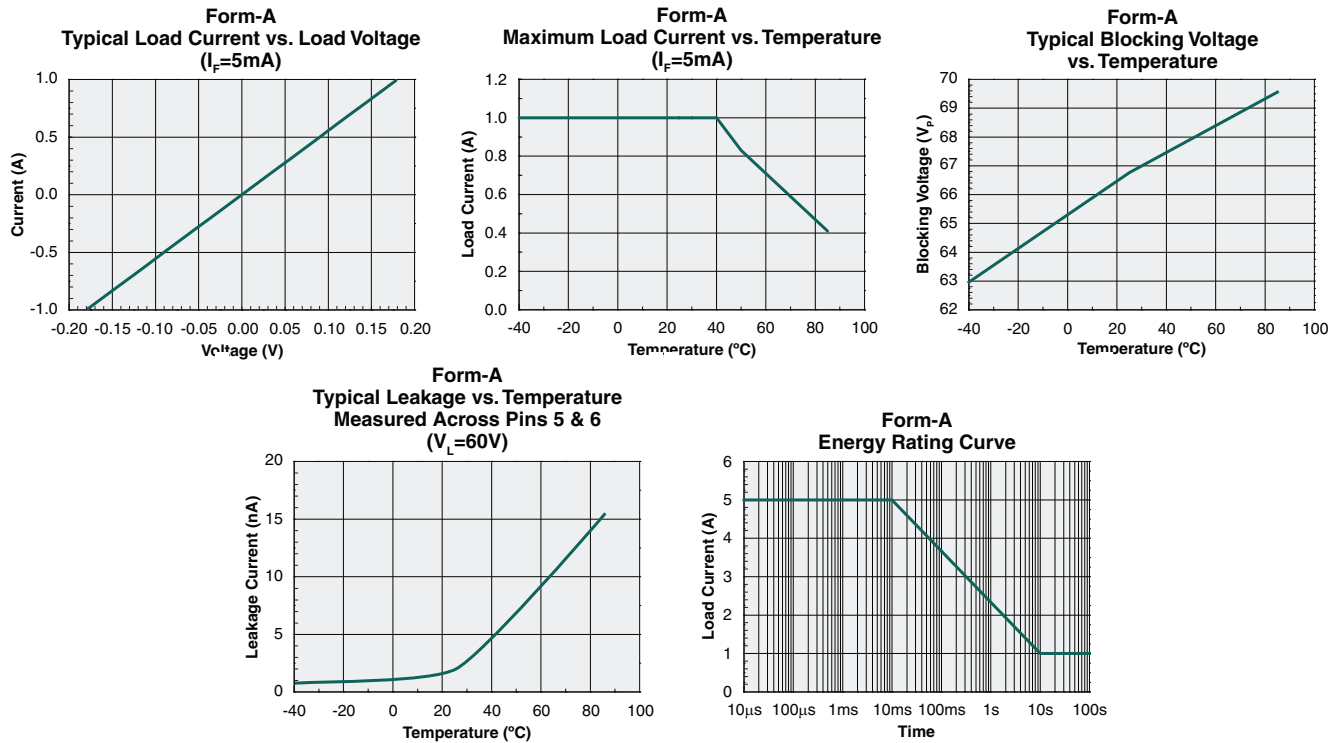 Form-A
Typical Load Current vs. Load Voltage
(IF=5mA)
1.0
0.5
0.0
-0.5
-1.0
Current (A)
-0.20 -0.15 -0.10 -0.05 0.00 0.05 0.10 0.15 0.20
Voltage (V)
Form-A
Maximum Load Current vs. Temperature
(IF=5mA)
1.2
1.0
0.8
0.6
0.4
0.2
0.0
Load Current (A)
-40 -20 0 20 40 60 80 100
Temperature (ºC)
Form-A
Typical Blocking Voltage
vs. Temperature
70
69
68
67
66
65
64
63
62
Blocking Voltage (VP)
-40 -20 0 20 40 60 80 100
Temperature (ºC)
Form-A
Typical Leakage vs. Temperature
Measured Across Pins 5 & 6
(VL=60V)
20
15
10
5
0
Leakage Current (nA)
-40 -20 0 20 40 60 80 100
Temperature (ºC)
Form-A
Energy Rating Curve
6
5
4
3
2
1
0
Load Current (A)
10μs 100μs 1ms 10ms 100ms 1s 10s 100s
Time